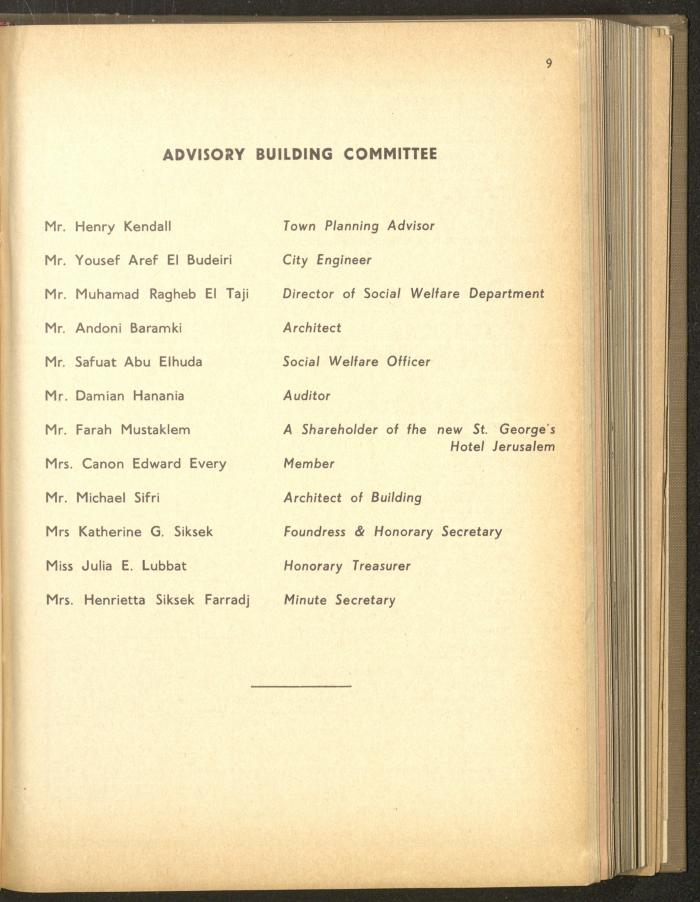 9
ADVISORY BUILDING COMMITTEE
Mr. Henry Kendall Town Planning Advisor
Mr. Yousef Aref El Budeiri City Engineer
Mr. Muhamad Ragheb El Taji Director of Social Welfare Department
Mr. Andoni Baramki Architect
Mr. Safuat Abu Elhuda Social Welfare Officer
Mr. Damian Hanania Auditor
Mr. Farah Mustaklem A Shareholder of the new St. George's
Hotel Jerusalem
Mrs. Canon Edward Every Member
Mr. Michael Sifri Architect of Building
Mrs Katherine G. Siksek Foundress & Honorary Secretary
Miss Julia E. Lubbat Honorary Treasurer
Mrs. Henrietta Siksek Farradj Minute Secretary